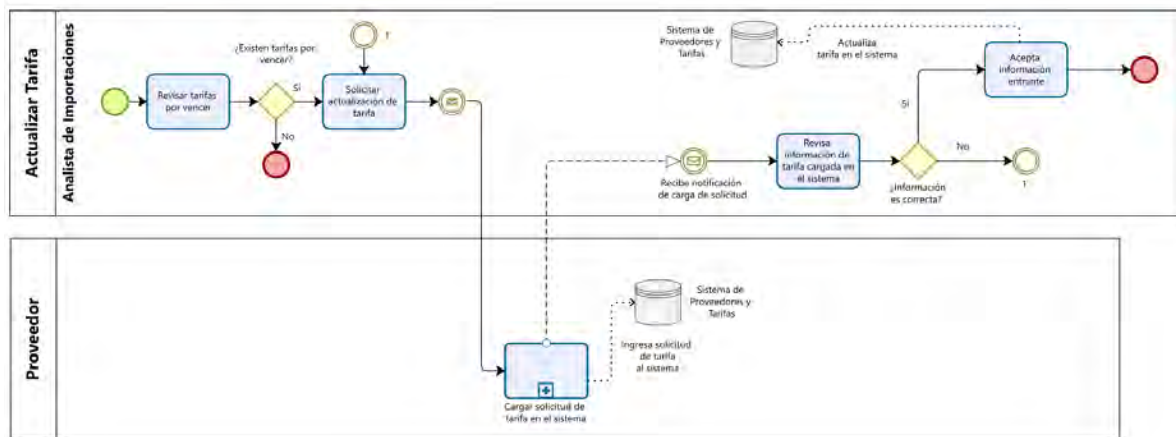 Actualizar Tarifa
Analista de Importaciones
Revisar tarifas
por vencer
¿Existen tarifas por
vencer?
Sí
No
1
Solicitar
actualización de
tarifa
Sistema de
Proveedores y
Tarifas
Actualiza
tarifa en el sistema
Acepta
información
entrante
Sí
Recibe notificación
de carga de solicitud
Revisa
información de
tarifa cargada en
el sistema
¿Información
es correcta?
No
1
Proveedor
Cargar solicitud de
tarifa en el sistema
Sistema de
Proveedores y
Tarifas
Ingresa solicitud
de tarifa
al sistema